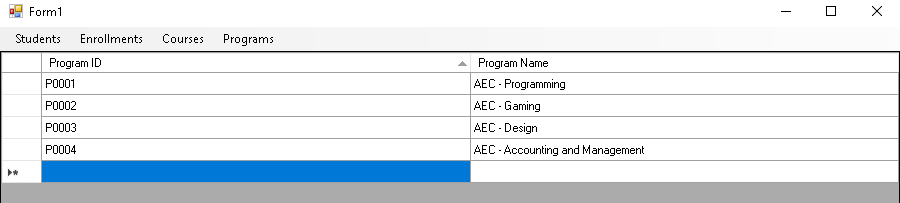 Form1
Students Enrollments Courses Programs
Program ID Program Name
P0001 AEC - Programming
P0002 AEC - Gaming
P0003 AEC - Design
P0004 AEC - Accounting and Management